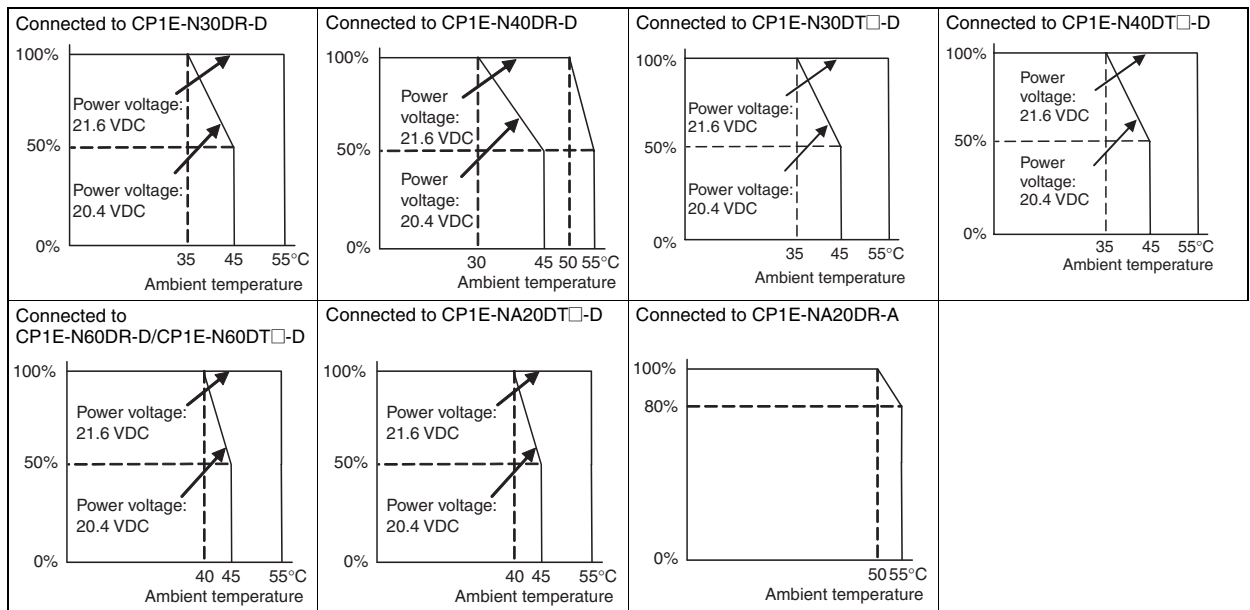 Connected to CP1E-N30DR-D
100%
Power voltage:
21.6 VDC
50%
Power voltage:
20.4 VDC
0%
35 45 55°C
Ambient temperature
Connected to CP1E-N40DR-D
100%
Power
voltage:
21.6 VDC
50%
Power
voltage:
20.4 VDC
0%
30 45 50 55°C
Ambient temperature
Connected to CP1E-N30DT□-D
100%
Power voltage:
21.6 VDC
50%
Power voltage:
20.4 VDC
0%
35 45 55°C
Ambient temperature
Connected to CP1E-N40DT□-D
100%
Power
voltage:
21.6 VDC
50%
Power
voltage:
20.4 VDC
0%
35 45 55°C
Ambient temperature
Connected to
CP1E-N60DR-D/CP1E-N60DT□-D
100%
Power voltage:
21.6 VDC
50%
Power voltage:
20.4 VDC
0%
40 45 55°C
Ambient temperature
Connected to CP1E-NA20DT□-D
100%
Power voltage:
21.6 VDC
50%
Power voltage:
20.4 VDC
0%
40 45 55°C
Ambient temperature
Connected to CP1E-NA20DR-A
100%
80%
0%
50 55°C
Ambient temperature